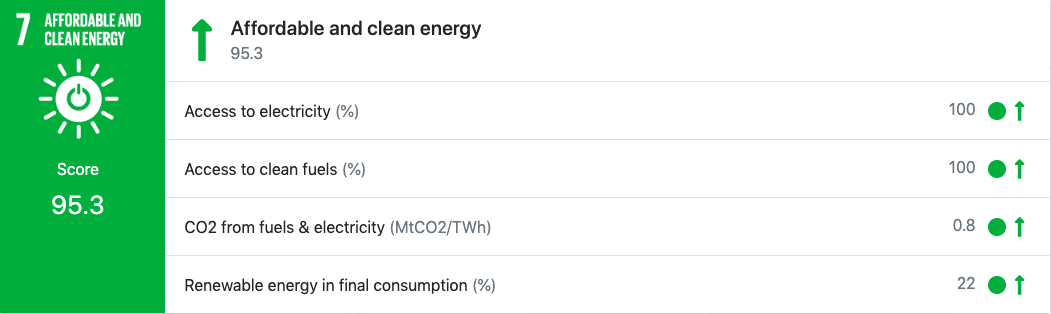 7 AFFORDABLE AND
CLEAN ENERGY
Score
95.3
Affordable and clean energy
95.3
Access to electricity (%) 100
Access to clean fuels (%) 100
CO2 from fuels & electricity (MtCO2/TWh) 0.8
Renewable energy in final consumption (%) 22